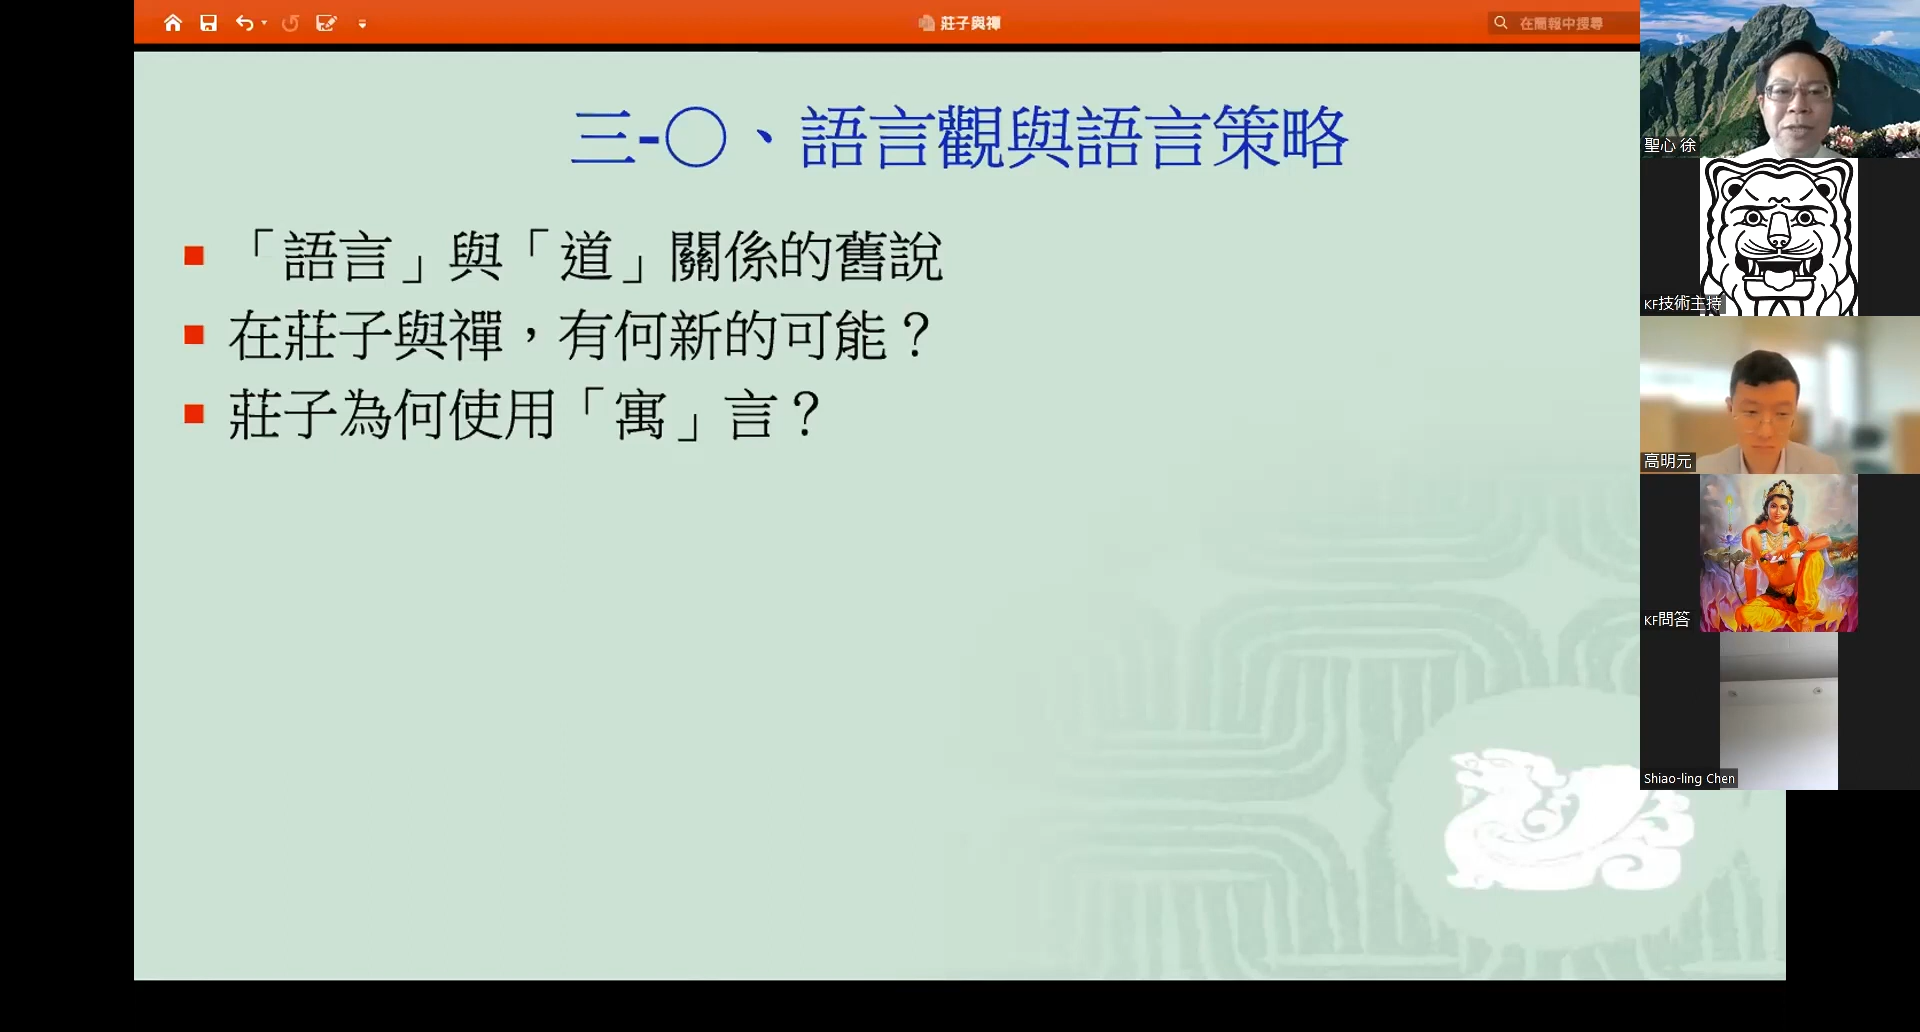 莊子與禪
在簡報中搜尋
三-〇、語言觀與語言策略
「語言」與「道」關係的舊說
在莊子與禪，有何新的可能？
莊子為何使用「寓」言？
聖心 徐
KF技術主持
高明元
KF問答
Shiao-ling Chen